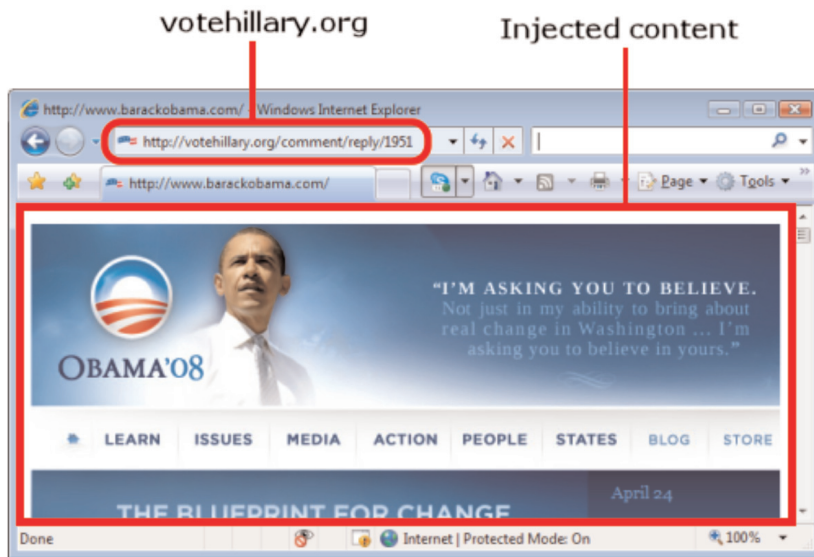 votehillary.org
Injected content
http://www.barackobama.com/ - Windows Internet Explorer
http://votehillary.org/comment/reply/1951
http://www.barackobama.com/
Page
Tools
“I’M ASKING YOU TO BELIEVE.
Not just in my ability to bring about
real change in Washington ... I’m
asking you to believe in yours.”
OBAMA’08
LEARN ISSUES MEDIA ACTION PEOPLE STATES BLOG STORE
April 24
THE BLUEPRINT FOR CHANGE
Done
Internet | Protected Mode: On
100%